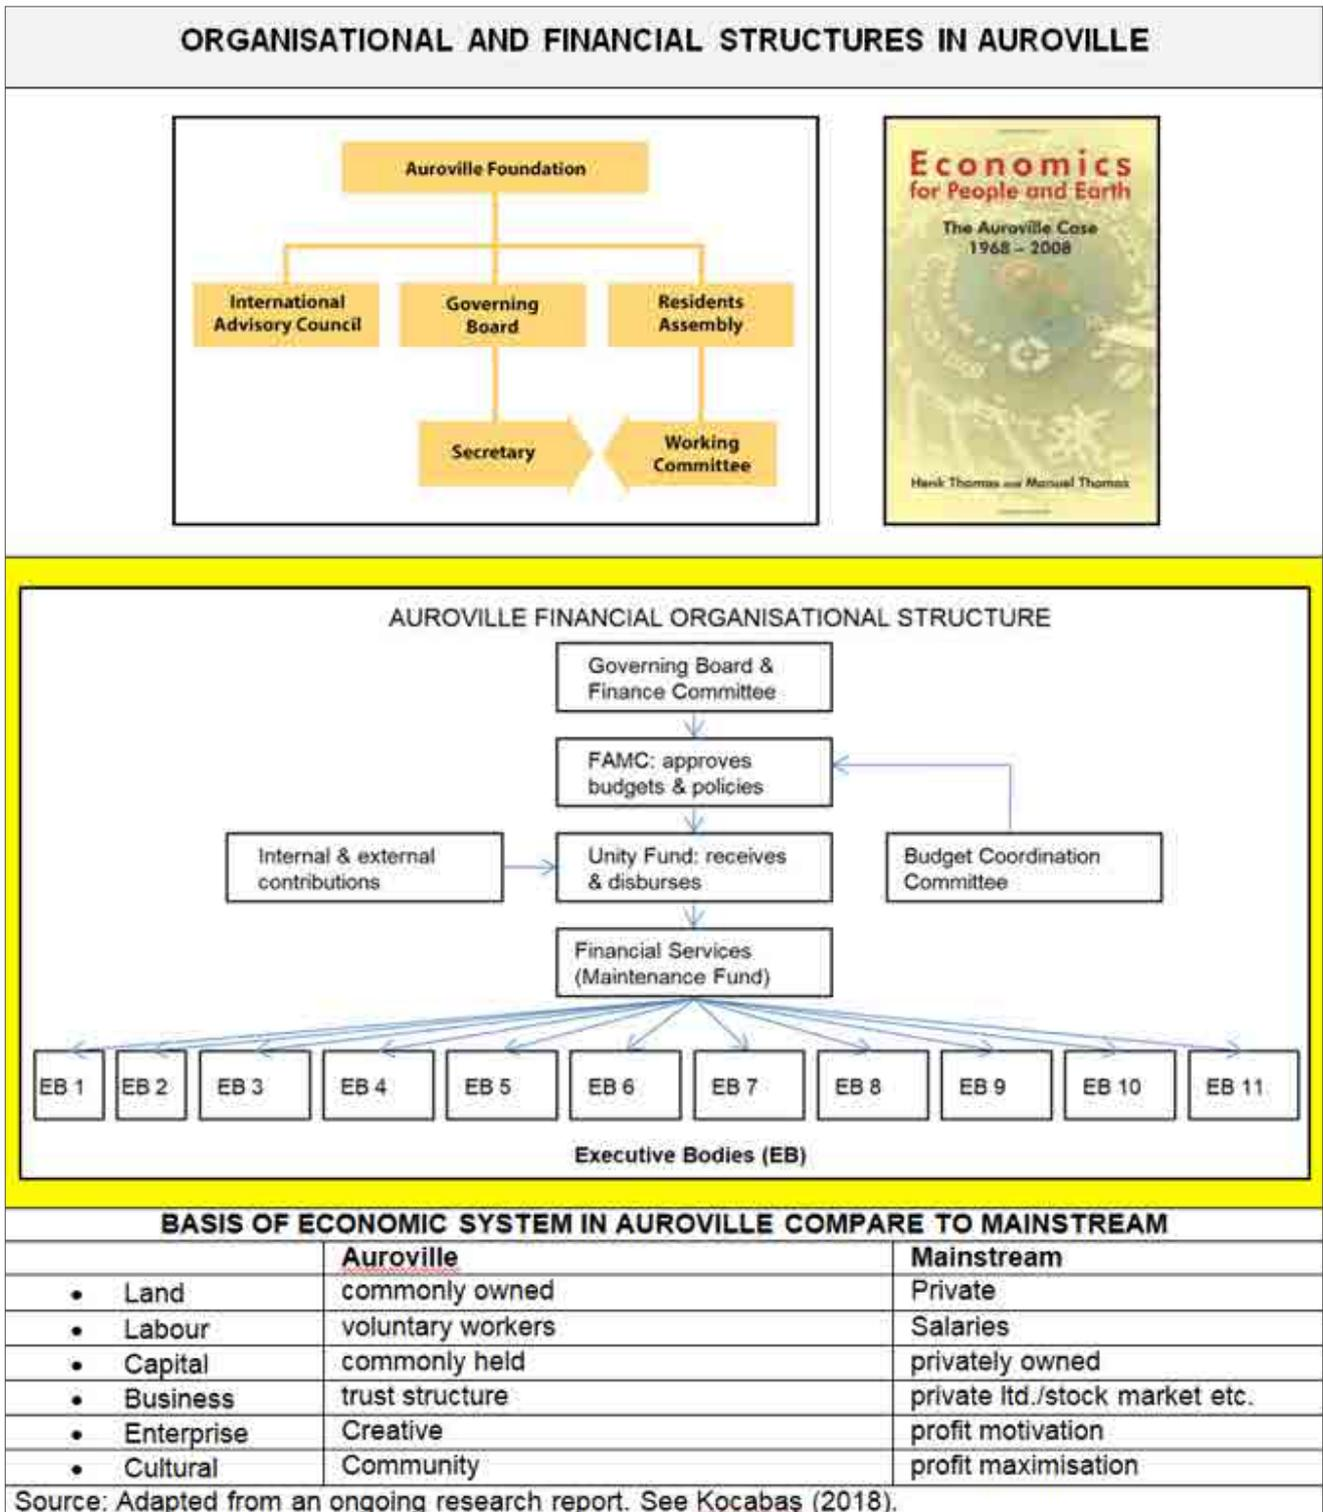 ORGANISATIONAL AND FINANCIAL STRUCTURES IN AUROVILLE
Auroville Foundation
International
Advisory Council
Governing
Board
Residents
Assembly
Secretary
Working
Committee
Economics
for People and Earth
The Auroville Case
1968 – 2008
Henk Thomas and Manuel Thomas
AUROVILLE FINANCIAL ORGANISATIONAL STRUCTURE
Governing Board &
Finance Committee
FAMC: approves
budgets & policies
Internal & external
contributions
Unity Fund: receives
& disburses
Budget Coordination
Committee
Financial Services
(Maintenance Fund)
EB 1 EB 2 EB 3 EB 4 EB 5 EB 6 EB 7 EB 8 EB 9 EB 10 EB 11
Executive Bodies (EB)
BASIS OF ECONOMIC SYSTEM IN AUROVILLE COMPARE TO MAINSTREAM
Auroville Mainstream
• Land commonly owned Private
• Labour voluntary workers Salaries
• Capital commonly held privately owned
• Business trust structure private ltd./stock market etc.
• Enterprise Creative profit motivation
• Cultural Community profit maximisation
Source: Adapted from an ongoing research report. See Kocabaş (2018).